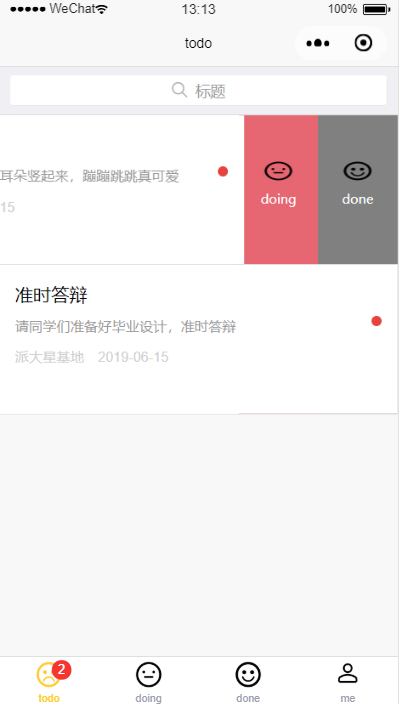 WeChat 13:13 100%
todo
标题
耳朵竖起来，蹦蹦跳跳真可爱
15
doing done
准时答辩
请同学们准备好毕业设计，准时答辩
派大星基地 2019-06-15
2
todo doing done me